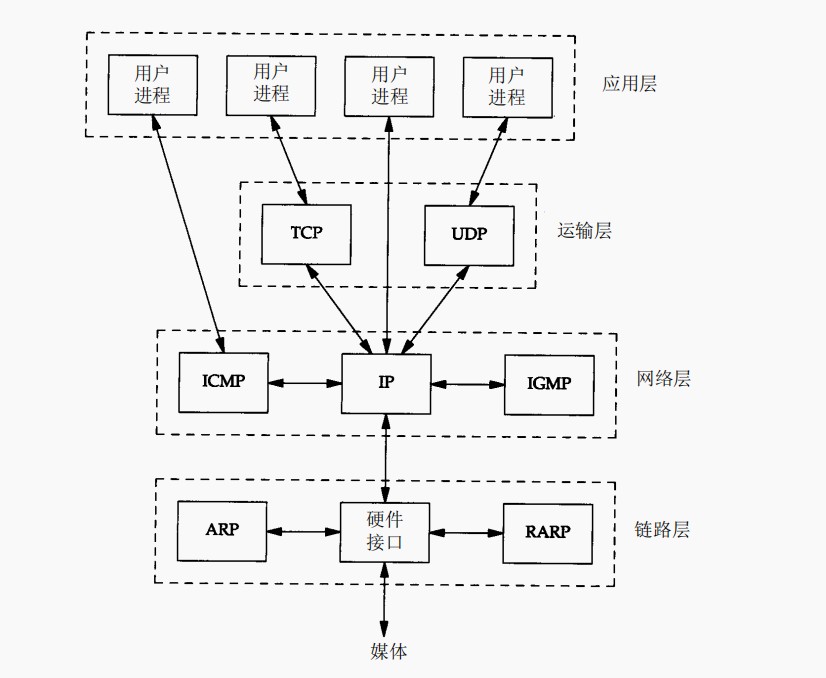 用户
进程
用户
进程
用户
进程
用户
进程
应用层
TCP
UDP
运输层
ICMP
IP
IGMP
网络层
ARP
硬件
接口
RARP
链路层
媒体